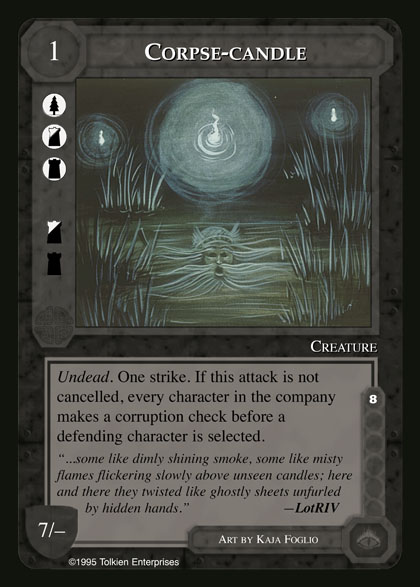 1
CORPSE-CANDLE
CREATURE
Undead. One strike. If this attack is not
cancelled, every character in the company
makes a corruption check before a
defending character is selected.
8
“...some like dimly shining smoke, some like misty
flames flickering slowly above unseen candles; here
and there they twisted like ghostly sheets unfurled
by hidden hands.” —LotRIV
7/–
ART BY KAJA FOGLIO
©1995 Tolkien Enterprises